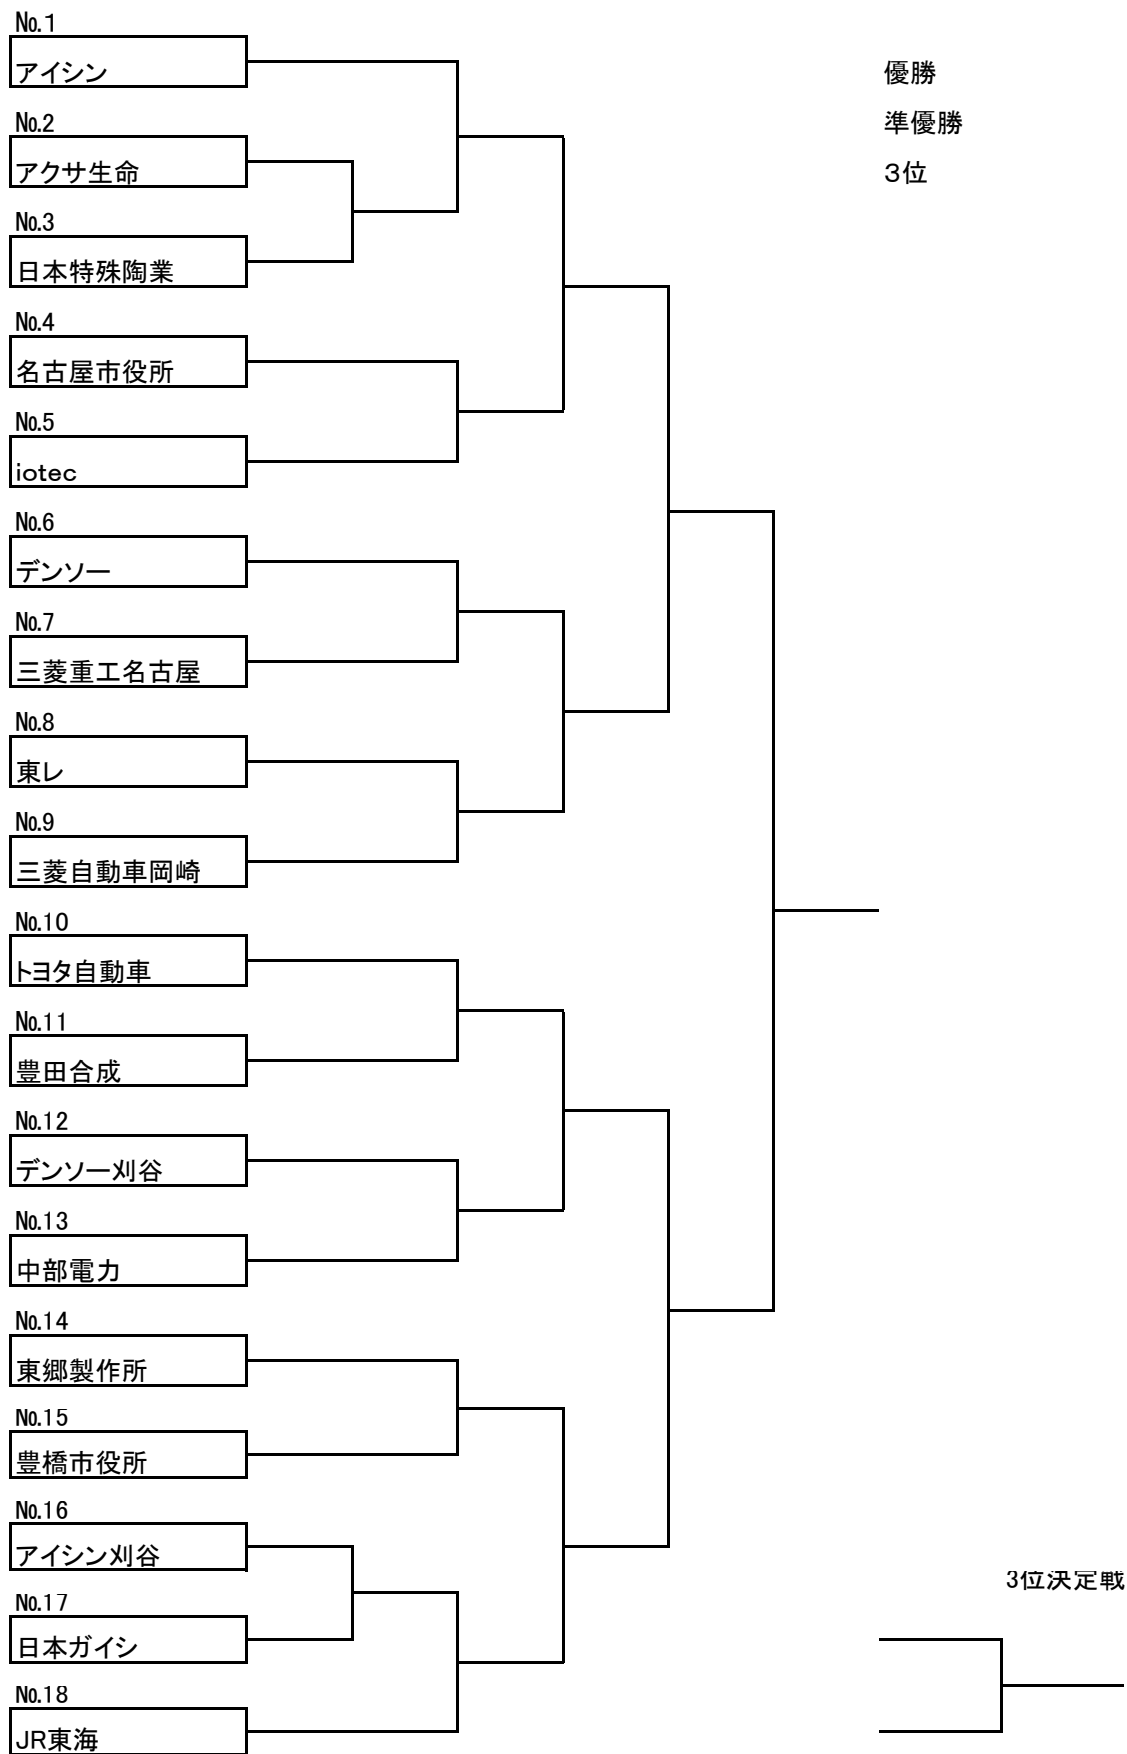 No.1
アイシン
優勝
No.2
準優勝
アクサ生命
3位
No.3
日本特殊陶業
No.4
名古屋市役所
No.5
iotec
No.6
デンソー
No.7
三菱重工名古屋
No.8
東レ
No.9
三菱自動車岡崎
No.10
トヨタ自動車
No.11
豊田合成
No.12
デンソー刈谷
No.13
中部電力
No.14
東郷製作所
No.15
豊橋市役所
No.16
アイシン刈谷
3位決定戦
No.17
日本ガイシ
No.18
JR東海